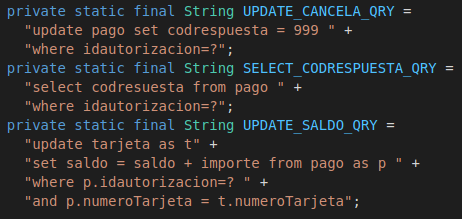 private static final String UPDATE_CANCELA_QRY =
"update pago set codrespuesta = 999 " +
"where idautorizacion=?";
private static final String SELECT_CODRESPUESTA_QRY =
"select codresuesta from pago " +
"where idautorizacion=?";
private static final String UPDATE_SALDO_QRY =
"update tarjeta as t" +
"set saldo = saldo + importe from pago as p " +
"where p.idautorizacion=? " +
"and p.numeroTarjeta = t.numeroTarjeta";